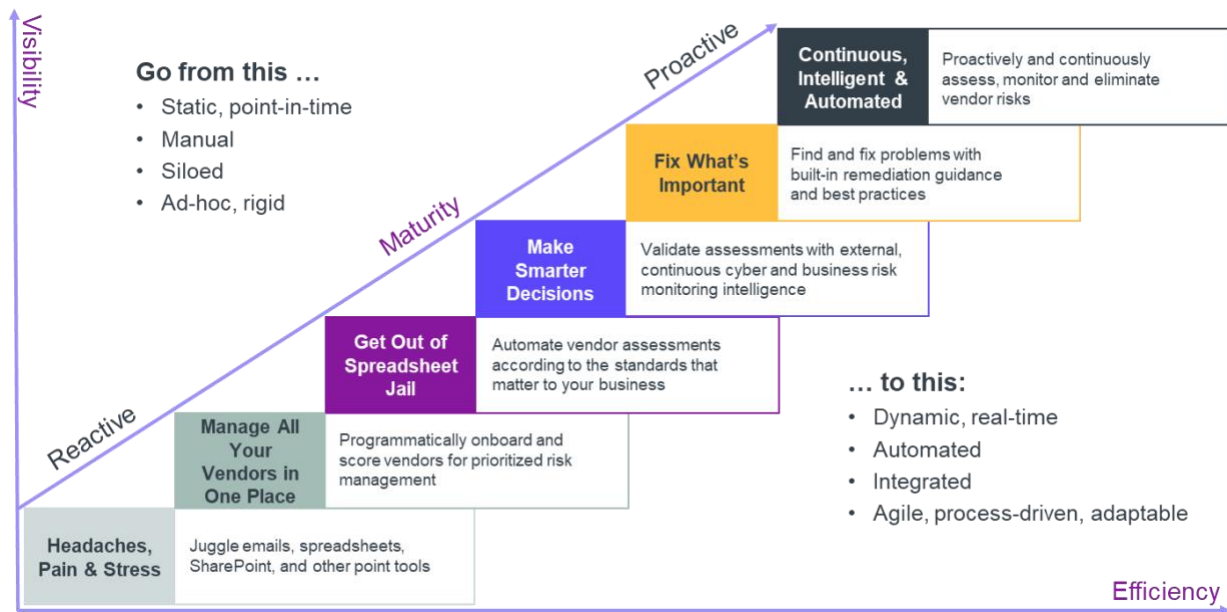 Visibility
Go from this ...
• Static, point-in-time
• Manual
• Siloed
• Ad-hoc, rigid
Reactive
Maturity
Proactive
Continuous,
Intelligent &
Automated
Proactively and continuously
assess, monitor and eliminate
vendor risks
Fix What's
Important
Find and fix problems with
built-in remediation guidance
and best practices
Make
Smarter
Decisions
Validate assessments with external,
continuous cyber and business risk
monitoring intelligence
Get Out of
Spreadsheet
Jail
Automate vendor assessments
according to the standards that
matter to your business
Manage All
Your
Vendors in
One Place
Programmatically onboard and
score vendors for prioritized risk
management
Headaches,
Pain & Stress
Juggle emails, spreadsheets,
SharePoint, and other point tools
... to this:
• Dynamic, real-time
• Automated
• Integrated
• Agile, process-driven, adaptable
Efficiency